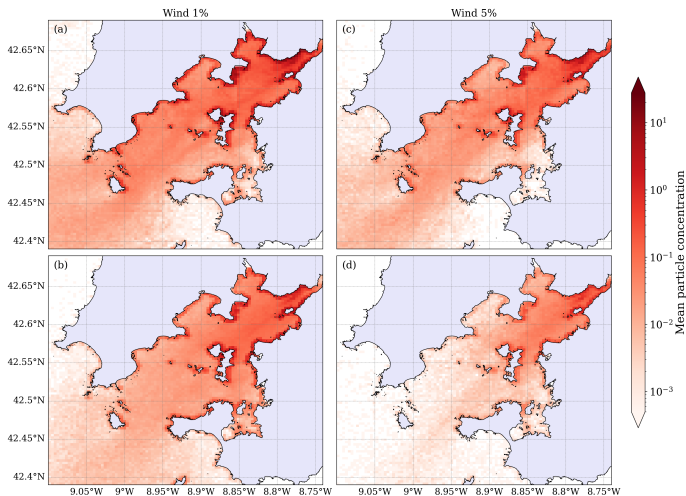 Wind 1%
Wind 5%
(a)
(c)
42.65°N
42.6°N
42.55°N
42.5°N
42.45°N
42.4°N
(b)
(d)
42.65°N
42.6°N
42.55°N
42.5°N
42.45°N
42.4°N
9.05°W 9°W 8.95°W 8.9°W 8.85°W 8.8°W 8.75°W
9.05°W 9°W 8.95°W 8.9°W 8.85°W 8.8°W 8.75°W
10¹
10⁰
10⁻¹
10⁻²
10⁻³
Mean particle concentration